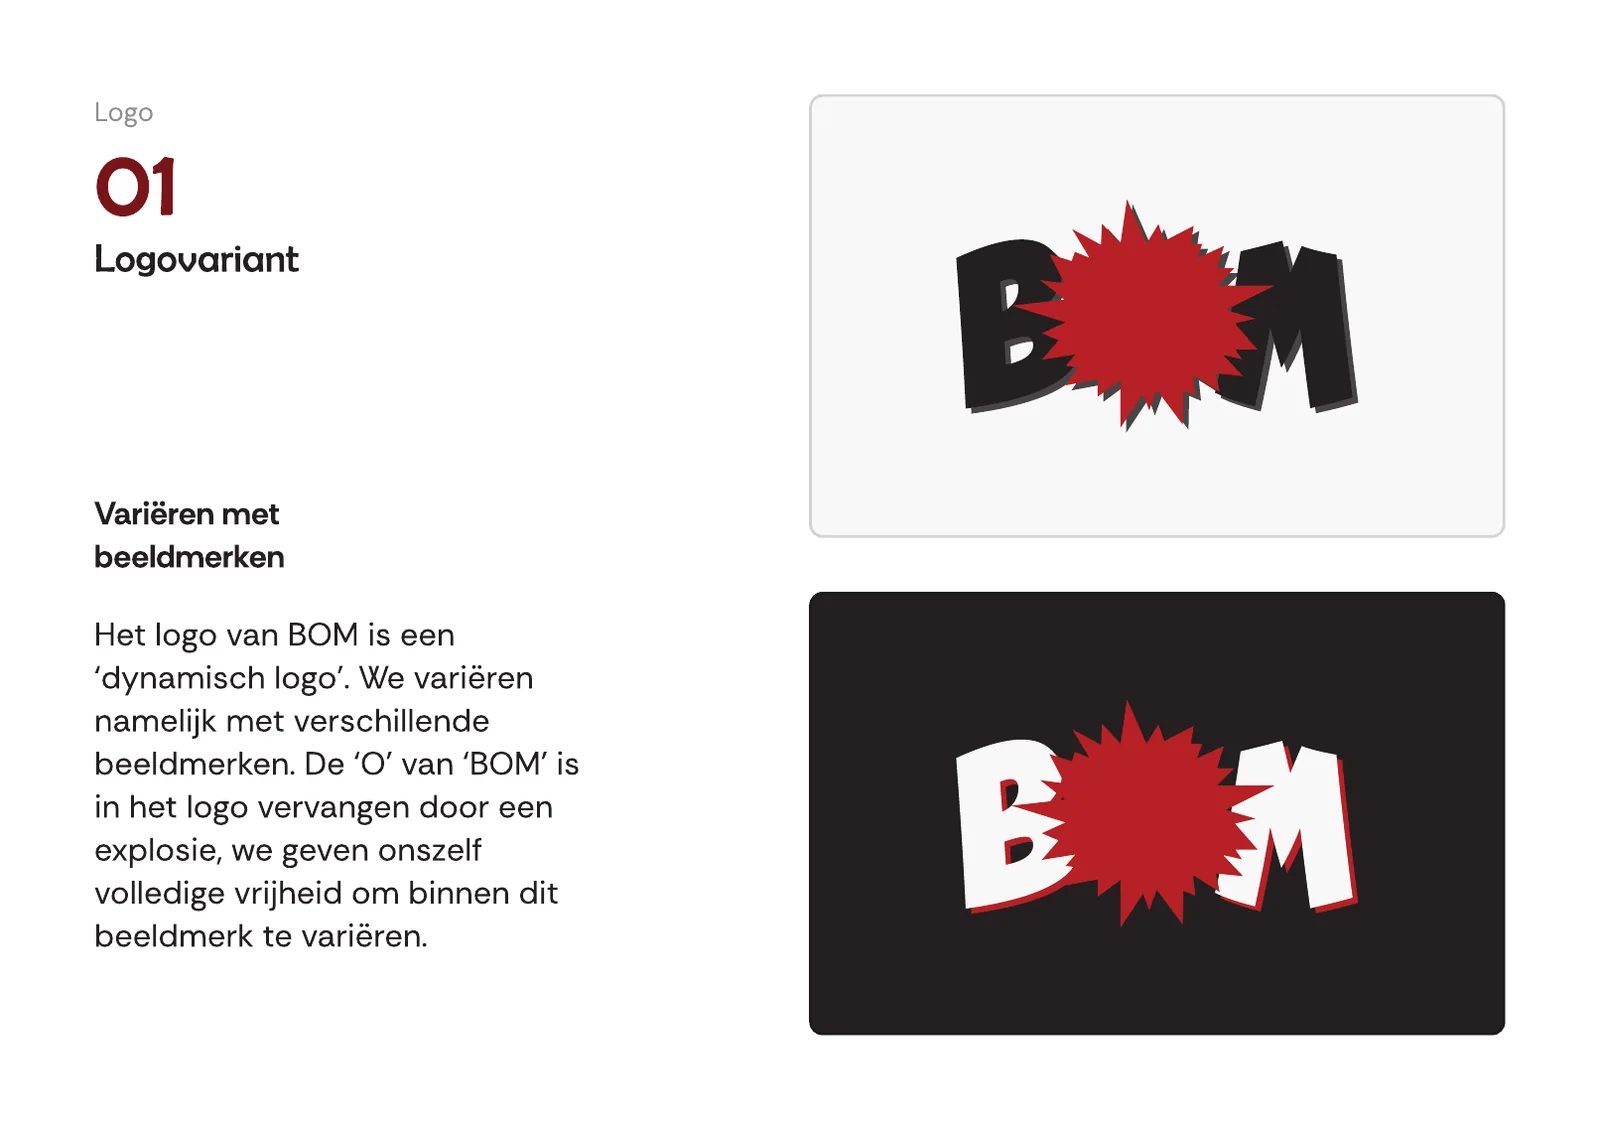 Logo
01
Logovariant
Variëren met
beeldmerken
Het logo van BOM is een
‘dynamisch logo’. We variëren
namelijk met verschillende
beeldmerken. De ‘O’ van ‘BOM’ is
in het logo vervangen door een
explosie, we geven onszelf
volledige vrijheid om binnen dit
beeldmerk te variëren.
B M
B M